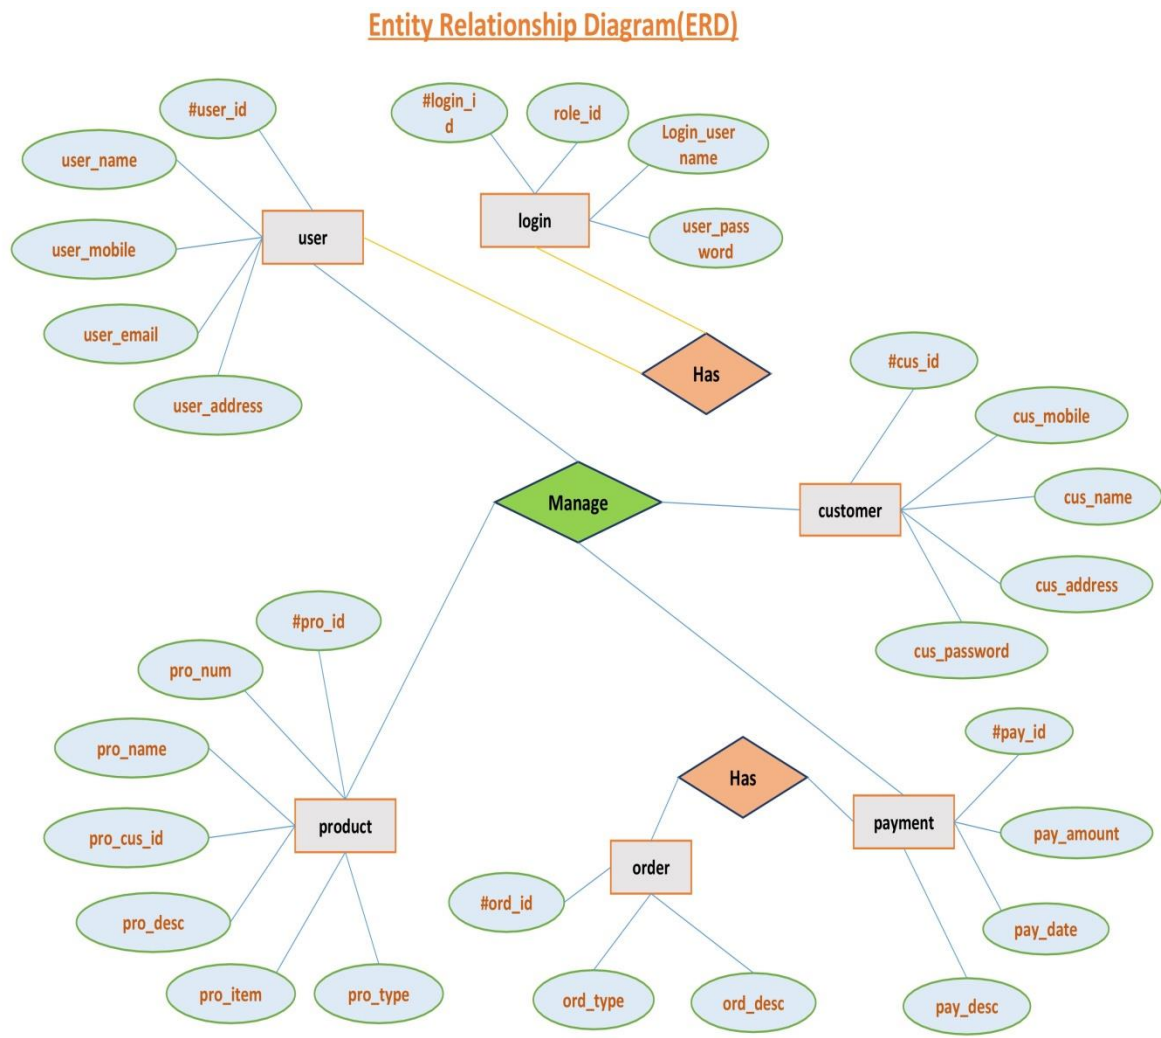 Entity Relationship Diagram(ERD)
#user_id
user_name
user_mobile
user_email
user_address
user
#login_i
d
role_id
Login_user
name
user_pass
word
login
Has
#cus_id
cus_mobile
cus_name
cus_address
cus_password
customer
Manage
#pro_id
pro_num
pro_name
pro_cus_id
pro_desc
pro_item
pro_type
product
Has
order
#ord_id
ord_type
ord_desc
payment
#pay_id
pay_amount
pay_date
pay_desc